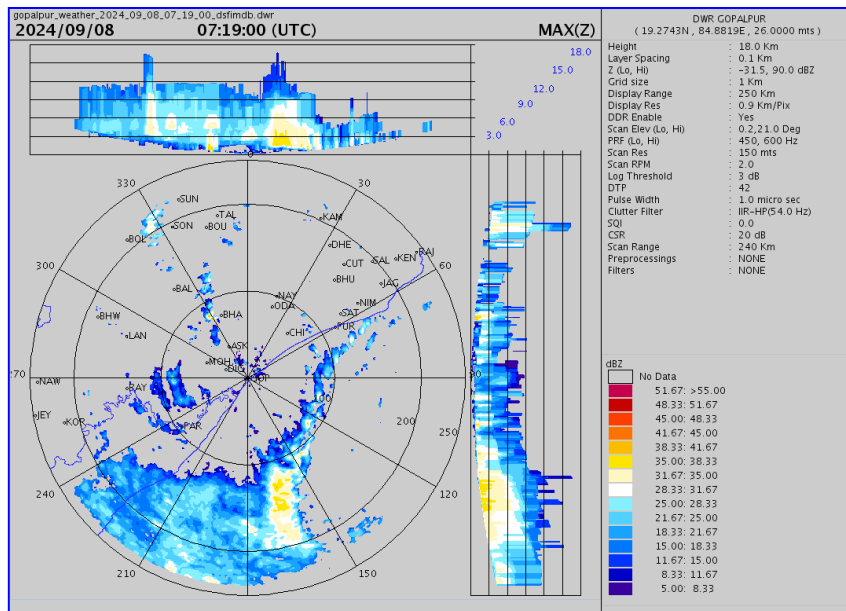 gopalpur_weather_2024_09_08_07_19_00_dsfimdb.dwr
2024/09/08 07:19:00 (UTC) MAX(Z)
18.0
15.0
12.0
9.0
6.0
3.0
0
330
30
SUN
TAL
KAM
SON
BOU
BOL
DHE
RAJ
KEN
CUT
SAL
300
60
BHU
JAG
BAL
NAY
NIM
ODA
SAT
BHW
BHA
PUR
LAN
CHI
ASK
MOH
DIG
GOP
NAW
RAY
100
JEY
KOR
PAR
200
250
240
120
210
150
DWR GOPALPUR
( 19.2743N , 84.8819E , 26.0000 mts )
Height : 18.0 Km
Layer Spacing : 0.1 Km
Z (Lo, Hi) : -31.5, 90.0 dBZ
Grid size : 1 Km
Display Range : 250 Km
Display Res : 0.9 Km/Pix
DDR Enable : Yes
Scan Elev (Lo, Hi) : 0.2,21.0 Deg
PRF (Lo, Hi) : 450, 600 Hz
Scan Res : 150 mts
Scan RPM : 2.0
Log Threshold : 3 dB
DTP : 42
Pulse Width : 1.0 micro sec
Clutter Filter : IIR-HP(54.0 Hz)
SQI : 0.0
CSR : 20 dB
Scan Range : 240 Km
Preprocessings : NONE
Filters : NONE
dBZ
No Data
51.67: >55.00
48.33: 51.67
45.00: 48.33
41.67: 45.00
38.33: 41.67
35.00: 38.33
31.67: 35.00
28.33: 31.67
25.00: 28.33
21.67: 25.00
18.33: 21.67
15.00: 18.33
11.67: 15.00
8.33: 11.67
5.00: 8.33